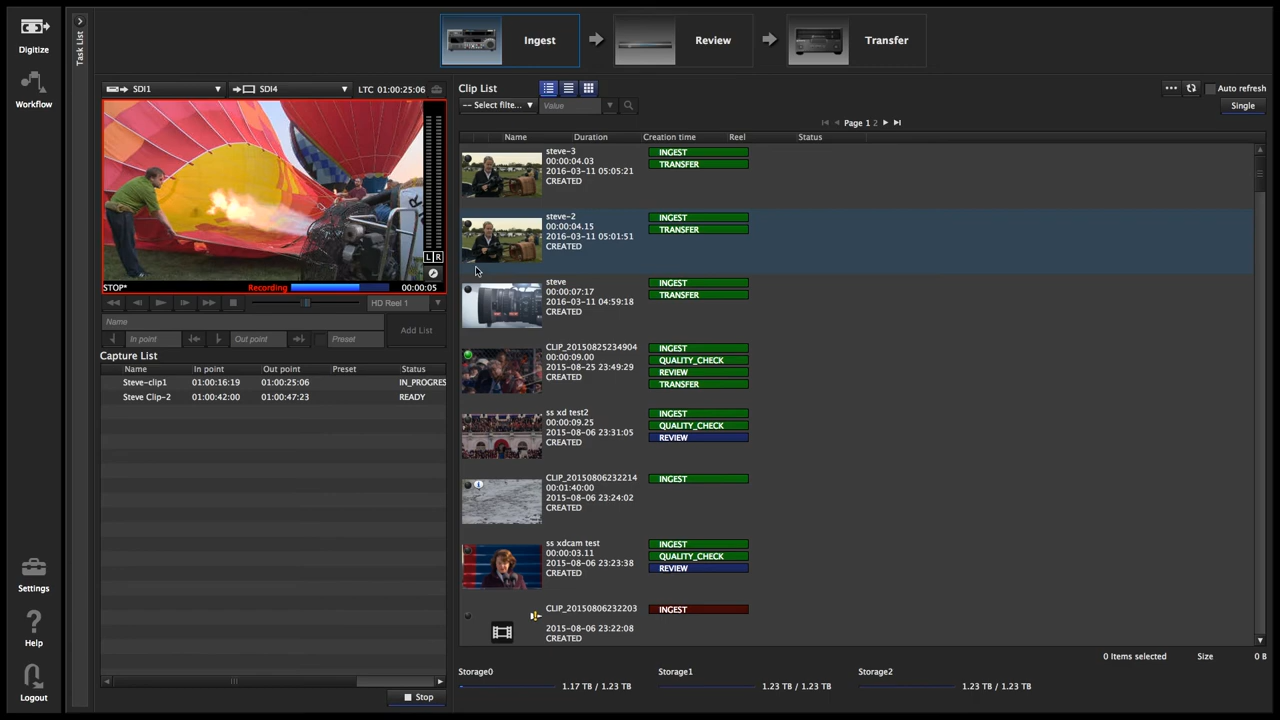 Digitize
Workflow
Settings
Help
Logout
Task List
Ingest
Review
Transfer
SDI1
SDI4
LTC 01:00:25:06
L R
STOP*
Recording
00:00:05
HD Reel 1
Name
Add List
In point
Out point
Preset
Capture List
Name In point Out point Preset Status
Steve-clip1 01:00:16:19 01:00:25:06 IN_PROGRES
Steve Clip-2 01:00:42:00 01:00:47:23 READY
Stop
Clip List
Auto refresh
-- Select filte...
Value
Single
Page 1 2
Name Duration Creation time Reel Status
steve-3
00:00:04.03
2016-03-11 05:05:21
CREATED
INGEST
TRANSFER
steve-2
00:00:04.15
2016-03-11 05:01:51
CREATED
INGEST
TRANSFER
steve
00:00:07:17
2016-03-11 04:59:18
CREATED
INGEST
TRANSFER
CLIP_20150825234904
00:00:09.00
2015-08-25 23:49:29
CREATED
INGEST
QUALITY_CHECK
REVIEW
TRANSFER
ss xd test2
00:00:09.25
2015-08-06 23:31:05
CREATED
INGEST
QUALITY_CHECK
REVIEW
CLIP_20150806232214
00:01:40:00
2015-08-06 23:24:02
CREATED
INGEST
ss xdcam test
00:00:03.11
2015-08-06 23:23:38
CREATED
INGEST
QUALITY_CHECK
REVIEW
CLIP_20150806232203
2015-08-06 23:22:08
CREATED
INGEST
0 Items selected Size 0 B
Storage0 Storage1 Storage2
1.17 TB / 1.23 TB 1.23 TB / 1.23 TB 1.23 TB / 1.23 TB